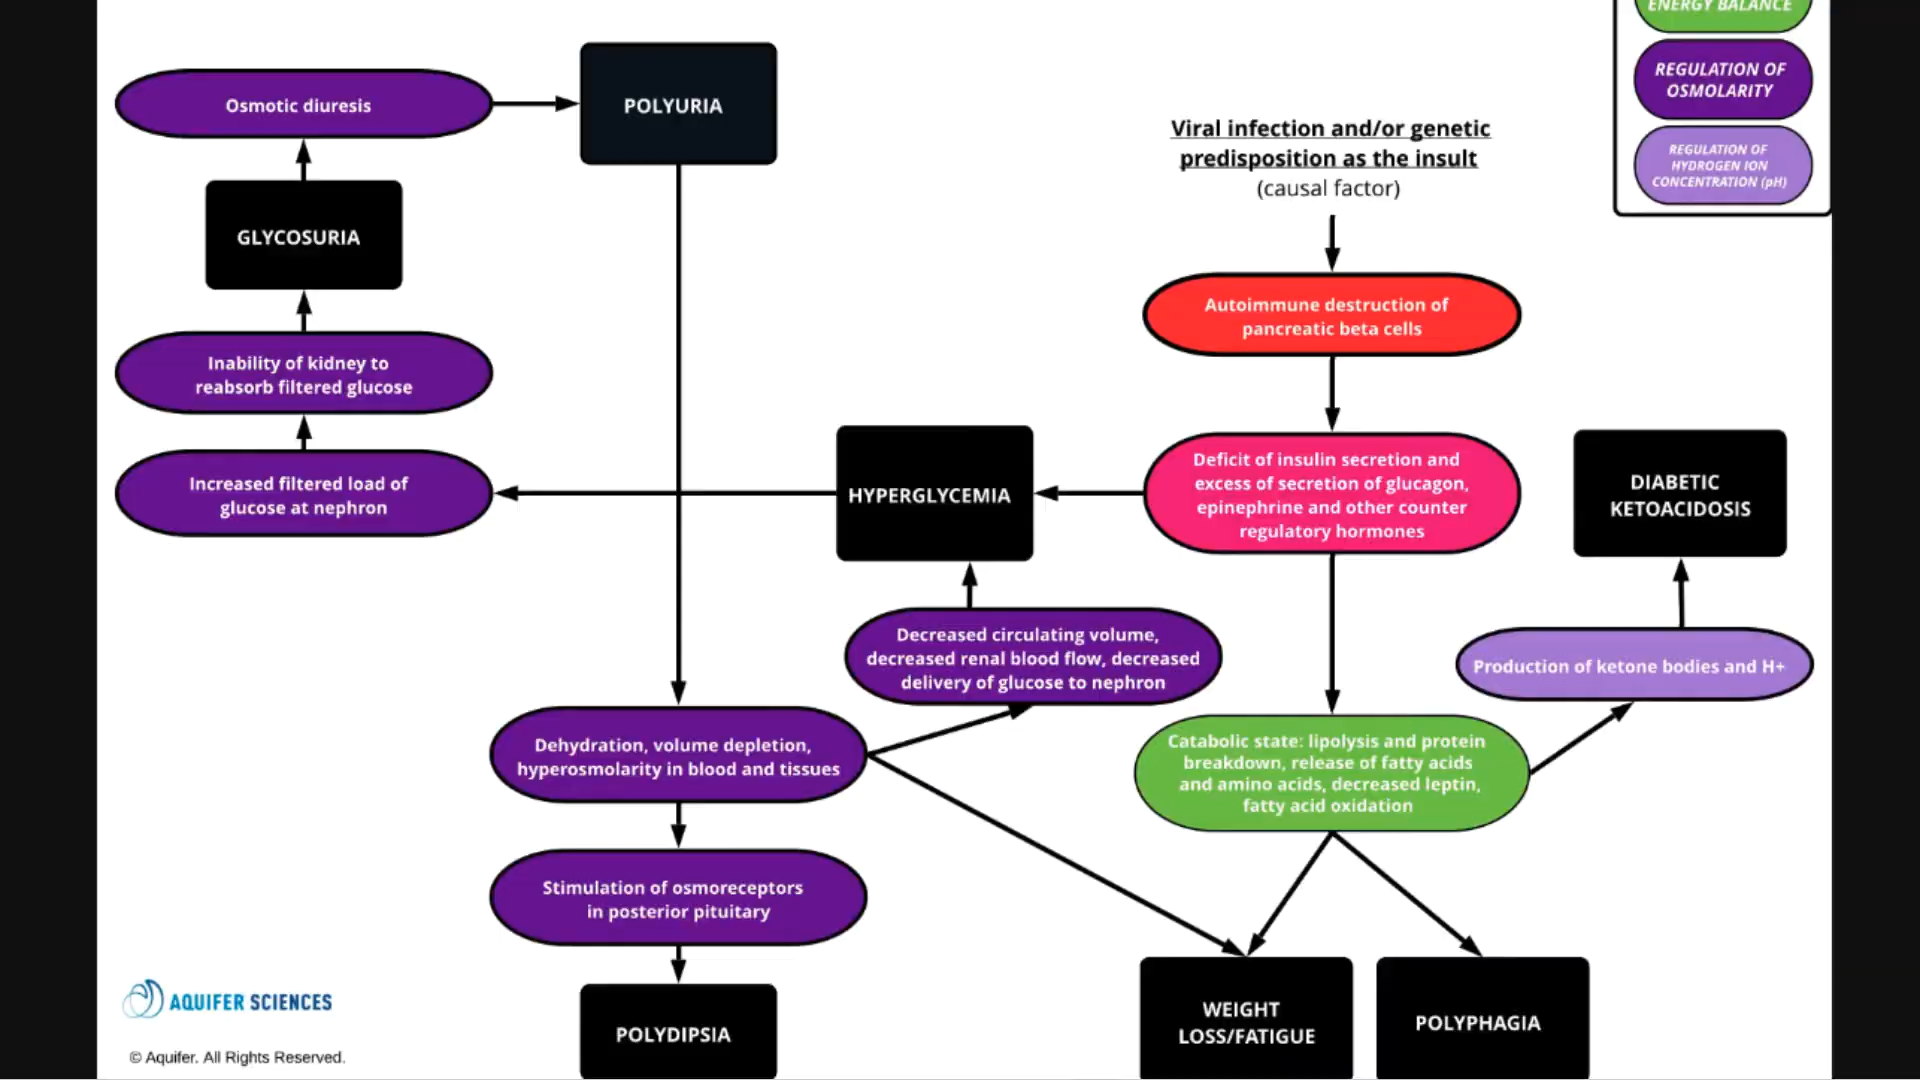 ENERGY BALANCE
REGULATION OF
OSMOLARITY
REGULATION OF
HYDROGEN ION
CONCENTRATION (pH)
Osmotic diuresis
POLYURIA
GLYCOSURIA
Inability of kidney to
reabsorb filtered glucose
Increased filtered load of
glucose at nephron
Viral infection and/or genetic
predisposition as the insult
(causal factor)
Autoimmune destruction of
pancreatic beta cells
Deficit of insulin secretion and
excess of secretion of glucagon,
epinephrine and other counter
regulatory hormones
HYPERGLYCEMIA
DIABETIC
KETOACIDOSIS
Decreased circulating volume,
decreased renal blood flow, decreased
delivery of glucose to nephron
Production of ketone bodies and H+
Dehydration, volume depletion,
hyperosmolarity in blood and tissues
Catabolic state: lipolysis and protein
breakdown, release of fatty acids
and amino acids, decreased leptin,
fatty acid oxidation
Stimulation of osmoreceptors
in posterior pituitary
POLYDIPSIA
WEIGHT
LOSS/FATIGUE
POLYPHAGIA
AQUIFER SCIENCES
© Aquifer. All Rights Reserved.